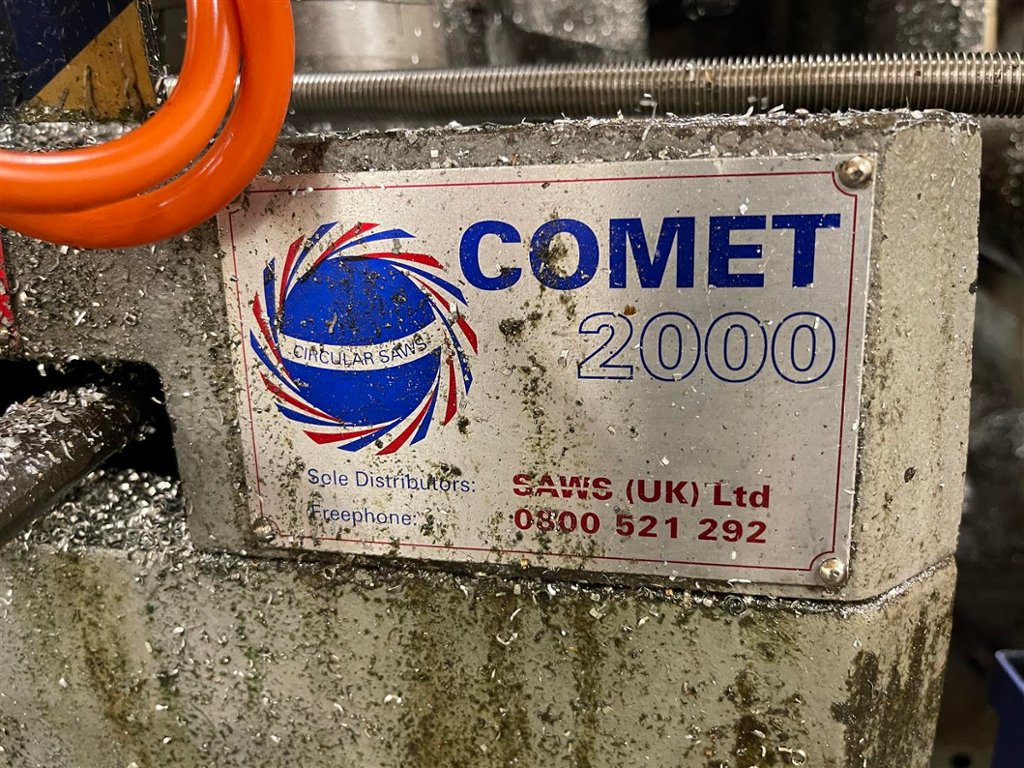 COMET
2000
CIRCULAR SAWS
Sole Distributors: SAWS (UK) Ltd
Freephone: 0800 521 292